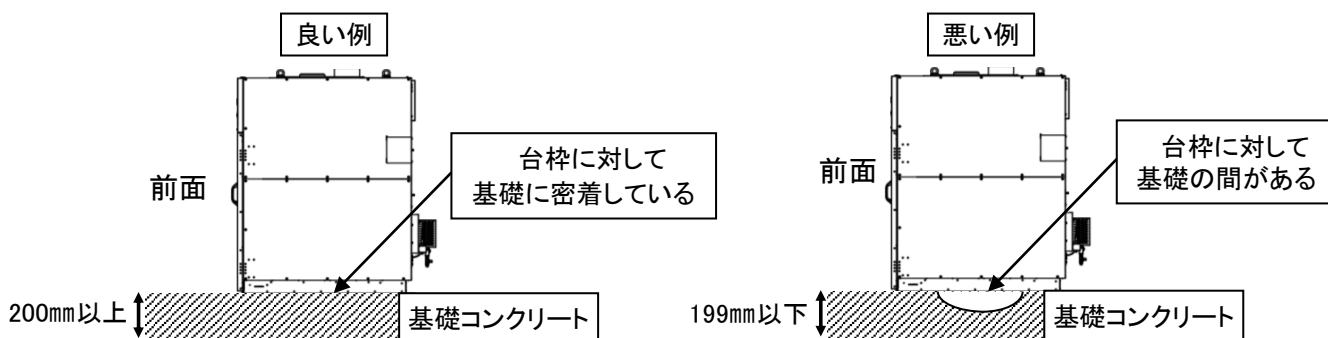 良い例
前面
台枠に対して
基礎に密着している
200mm以上
基礎コンクリート
悪い例
前面
台枠に対して
基礎の間がある
199mm以下
基礎コンクリート